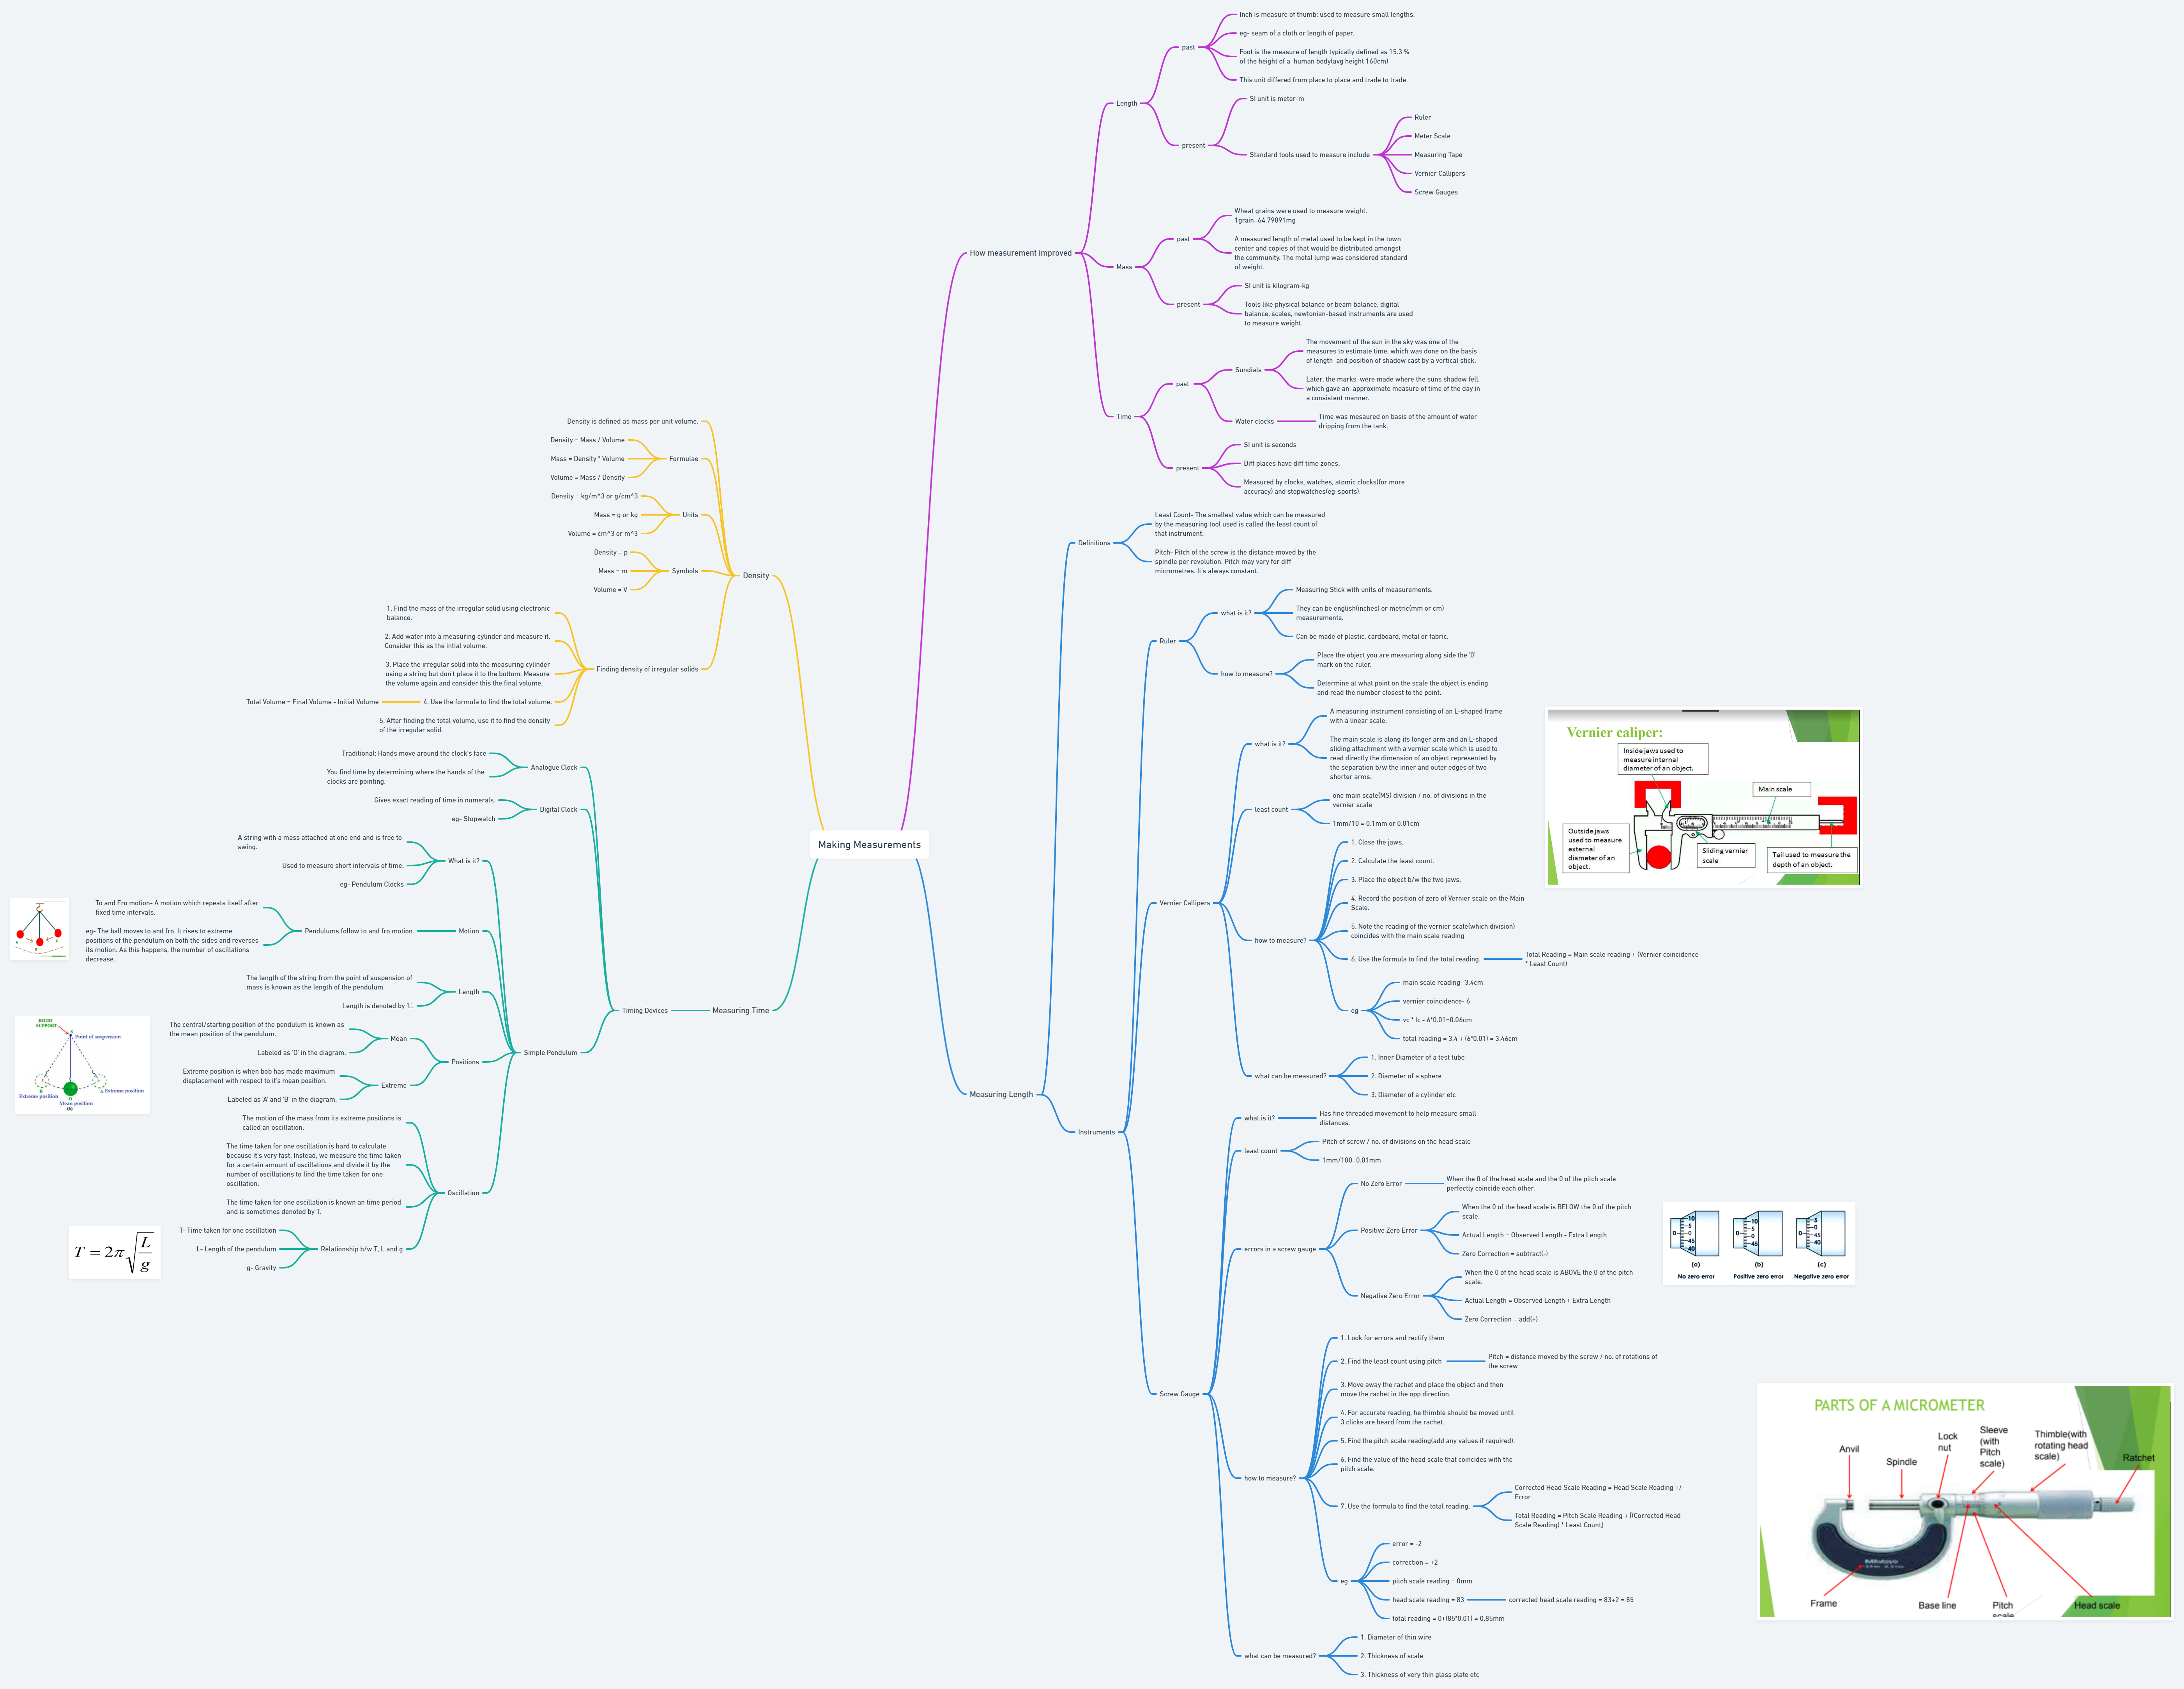 Making Measurements
How measurement improved
Length
past
Inch is measure of thumb; used to measure small lengths.
eg- seam of a cloth or length of paper.
Foot is the measure of length typically defined as 15.3 %
of the height of a  human body(avg height 160cm)
This unit differed from place to place and trade to trade.
present
SI unit is meter-m
Standard tools used to measure include
Ruler
Meter Scale
Measuring Tape
Vernier Callipers
Screw Gauges
Mass
past
Wheat grains were used to measure weight.
1grain=64.79891mg
A measured length of metal used to be kept in the town
center and copies of that would be distributed amongst
the community. The metal lump was considered standard
of weight.
present
SI unit is kilogram-kg
Tools like physical balance or beam balance, digital
balance, scales, newtonian-based instruments are used
to measure weight.
Time
past
Sundials
The movement of the sun in the sky was one of the
measures to estimate time, which was done on the basis
of length  and position of shadow cast by a vertical stick.
Later, the marks  were made where the suns shadow fell,
which gave an  approximate measure of time of the day in
a consistent manner.
Water clocks
Time was mesaured on basis of the amount of water
dripping from the tank.
present
SI unit is seconds
Diff places have diff time zones.
Measured by clocks, watches, atomic clocks(for more
accuracy) and stopwatches(eg-sports).
Measuring Length
Definitions
Least Count- The smallest value which can be measured
by the measuring tool used is called the least count of
that instrument.
Pitch- Pitch of the screw is the distance moved by the
spindle per revolution. Pitch may vary for diff
micrometres. It's always constant.
Instruments
Ruler
what is it?
Measuring Stick with units of measurements.
They can be english(inches) or metric(mm or cm)
measurements.
Can be made of plastic, cardboard, metal or fabric.
how to measure?
Place the object you are measuring along side the '0'
mark on the ruler.
Determine at what point on the scale the object is ending
and read the number closest to the point.
Vernier Callipers
what is it?
A measuring instrument consisting of an L-shaped frame
with a linear scale.
The main scale is along its longer arm and an L-shaped
sliding attachment with a vernier scale which is used to
read directly the dimension of an object represented by
the separation b/w the inner and outer edges of two
shorter arms.
least count
one main scale(MS) division / no. of divisions in the
vernier scale
1mm/10 = 0.1mm or 0.01cm
how to measure?
1. Close the jaws.
2. Calculate the least count.
3. Place the object b/w the two jaws.
4. Record the position of zero of Vernier scale on the Main
Scale.
5. Note the reading of the vernier scale(which division)
coincides with the main scale reading
6. Use the formula to find the total reading.
Total Reading = Main scale reading + (Vernier coincidence
* Least Count)
eg
main scale reading- 3.4cm
vernier coincidence- 6
vc * lc - 6*0.01=0.06cm
total reading = 3.4 + (6*0.01) = 3.46cm
what can be measured?
1. Inner Diameter of a test tube
2. Diameter of a sphere
3. Diameter of a cylinder etc
Vernier caliper:
Inside jaws used to
measure internal
diameter of an object.
Main scale
Outside jaws
used to measure
external
diameter of an
object.
Sliding vernier
scale
Tail used to measure the
depth of an object.
Screw Gauge
what is it?
Has fine threaded movement to help measure small
distances.
least count
Pitch of screw / no. of divisions on the head scale
1mm/100=0.01mm
errors in a screw gauge
No Zero Error
When the 0 of the head scale and the 0 of the pitch scale
perfectly coincide each other.
Positive Zero Error
When the 0 of the head scale is BELOW the 0 of the pitch
scale.
Actual Length = Observed Length - Extra Length
Zero Correction = subtract(-)
Negative Zero Error
When the 0 of the head scale is ABOVE the 0 of the pitch
scale.
Actual Length = Observed Length + Extra Length
Zero Correction = add(+)
0 10 5 0 45 40
0 10 5 0 45
0 5 0 45 40
(a) (b) (c)
No zero error Positive zero error Negative zero error
how to measure?
1. Look for errors and rectify them
2. Find the least count using pitch
Pitch = distance moved by the screw / no. of rotations of
the screw
3. Move away the rachet and place the object and then
move the rachet in the opp direction.
4. For accurate reading, he thimble should be moved until
3 clicks are heard from the rachet.
5. Find the pitch scale reading(add any values if required).
6. Find the value of the head scale that coincides with the
pitch scale.
7. Use the formula to find the total reading.
Corrected Head Scale Reading = Head Scale Reading +/-
Error
Total Reading = Pitch Scale Reading + [(Corrected Head
Scale Reading) * Least Count]
eg
error = -2
correction = +2
pitch scale reading = 0mm
head scale reading = 83
corrected head scale reading = 83+2 = 85
total reading = 0+(85*0.01) = 0.85mm
what can be measured?
1. Diameter of thin wire
2. Thickness of scale
3. Thickness of very thin glass plate etc
PARTS OF A MICROMETER
Anvil
Spindle
Lock
nut
Sleeve
(with
Pitch
scale)
Thimble(with
rotating head
scale)
Ratchet
Mitutoyo
Frame
Base line
Pitch
scale
Head scale
Density
Density is defined as mass per unit volume.
Formulae
Density = Mass / Volume
Mass = Density * Volume
Volume = Mass / Density
Units
Density = kg/m^3 or g/cm^3
Mass = g or kg
Volume = cm^3 or m^3
Symbols
Density = p
Mass = m
Volume = V
Finding density of irregular solids
1. Find the mass of the irregular solid using electronic
balance.
2. Add water into a measuring cylinder and measure it.
Consider this as the intial volume.
3. Place the irregular solid into the measuring cylinder
using a string but don't place it to the bottom. Measure
the volume again and consider this the final volume.
4. Use the formula to find the total volume.
Total Volume = Final Volume - Initial Volume
5. After finding the total volume, use it to find the density
of the irregular solid.
Measuring Time
Timing Devices
Analogue Clock
Traditional; Hands move around the clock's face
You find time by determining where the hands of the
clocks are pointing.
Digital Clock
Gives exact reading of time in numerals.
eg- Stopwatch
Simple Pendulum
What is it?
A string with a mass attached at one end and is free to
swing.
Used to measure short intervals of time.
eg- Pendulum Clocks
Motion
Pendulums follow to and fro motion.
To and Fro motion- A motion which repeats itself after
fixed time intervals.
eg- The ball moves to and fro. It rises to extreme
positions of the pendulum on both the sides and reverses
its motion. As this happens, the number of oscillations
decrease.
Length
The length of the string from the point of suspension of
mass is known as the length of the pendulum.
Length is denoted by 'L'.
Positions
Mean
The central/starting position of the pendulum is known as
the mean position of the pendulum.
Labeled as 'O' in the diagram.
Extreme
Extreme position is when bob has made maximum
displacement with respect to it's mean position.
Labeled as 'A' and 'B' in the diagram.
RIGID
SUPPORT
S
Point of suspension
B
A
Extreme position
Extreme position
O
Mean position
(b)
Oscillation
The motion of the mass from its extreme positions is
called an oscillation.
The time taken for one oscillation is hard to calculate
because it's very fast. Instead, we measure the time taken
for a certain amount of oscillations and divide it by the
number of oscillations to find the time taken for one
oscillation.
The time taken for one oscillation is known an time period
and is sometimes denoted by T.
Relationship b/w T, L and g
T- Time taken for one oscillation
L- Length of the pendulum
g- Gravity
T = 2π√(L/g)